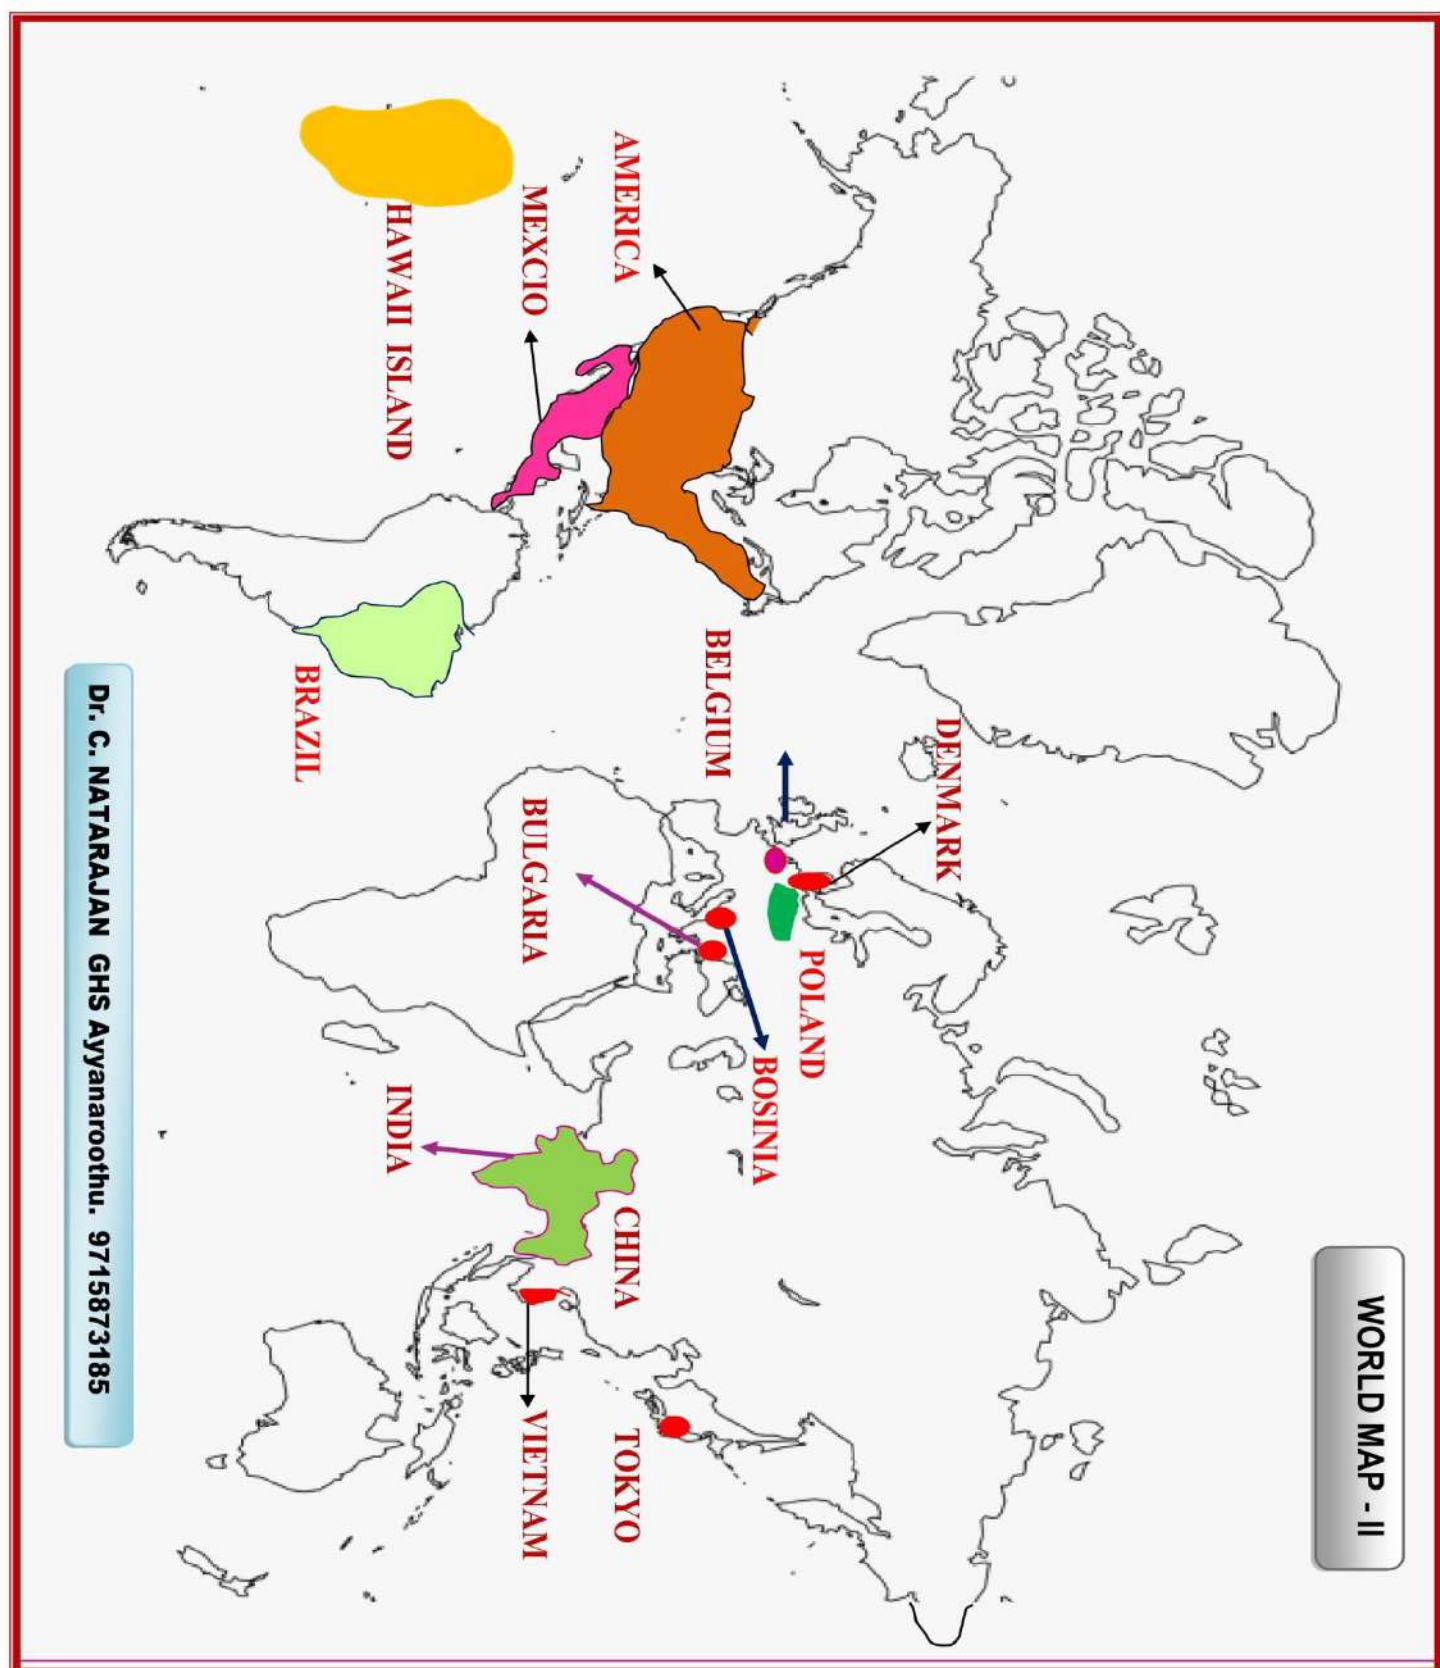 WORLD MAP - II
DENMARK
POLAND
BOSINIA
BELGIUM
AMERICA
CHINA
TOKYO
MEXCIO
BULGARIA
VIETNAM
HAWAII ISLAND
INDIA
BRAZIL
Dr. C. NATARAJAN GHS Ayyanaroothu. 9715873185